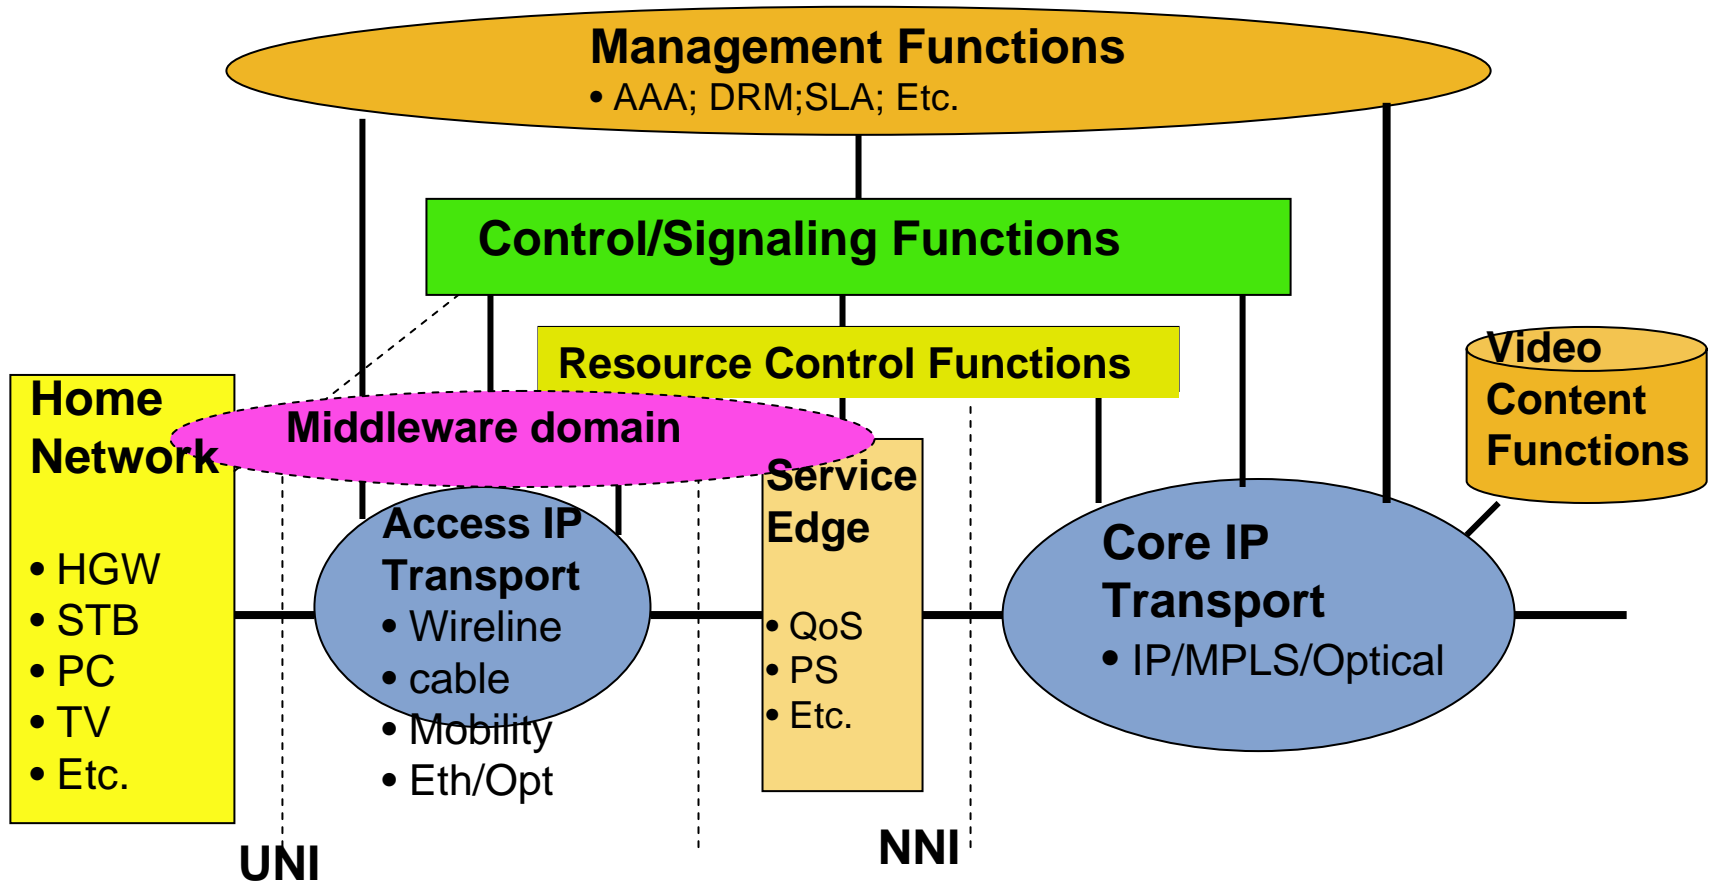 Management Functions
• AAA; DRM;SLA; Etc.
Control/Signaling Functions
Resource Control Functions
Middleware domain
Home
Network
• HGW
• STB
• PC
• TV
• Etc.
Access IP
Transport
• Wireline
• cable
• Mobility
• Eth/Opt
Service
Edge
• QoS
• PS
• Etc.
Core IP
Transport
• IP/MPLS/Optical
Video
Content
Functions
UNI
NNI